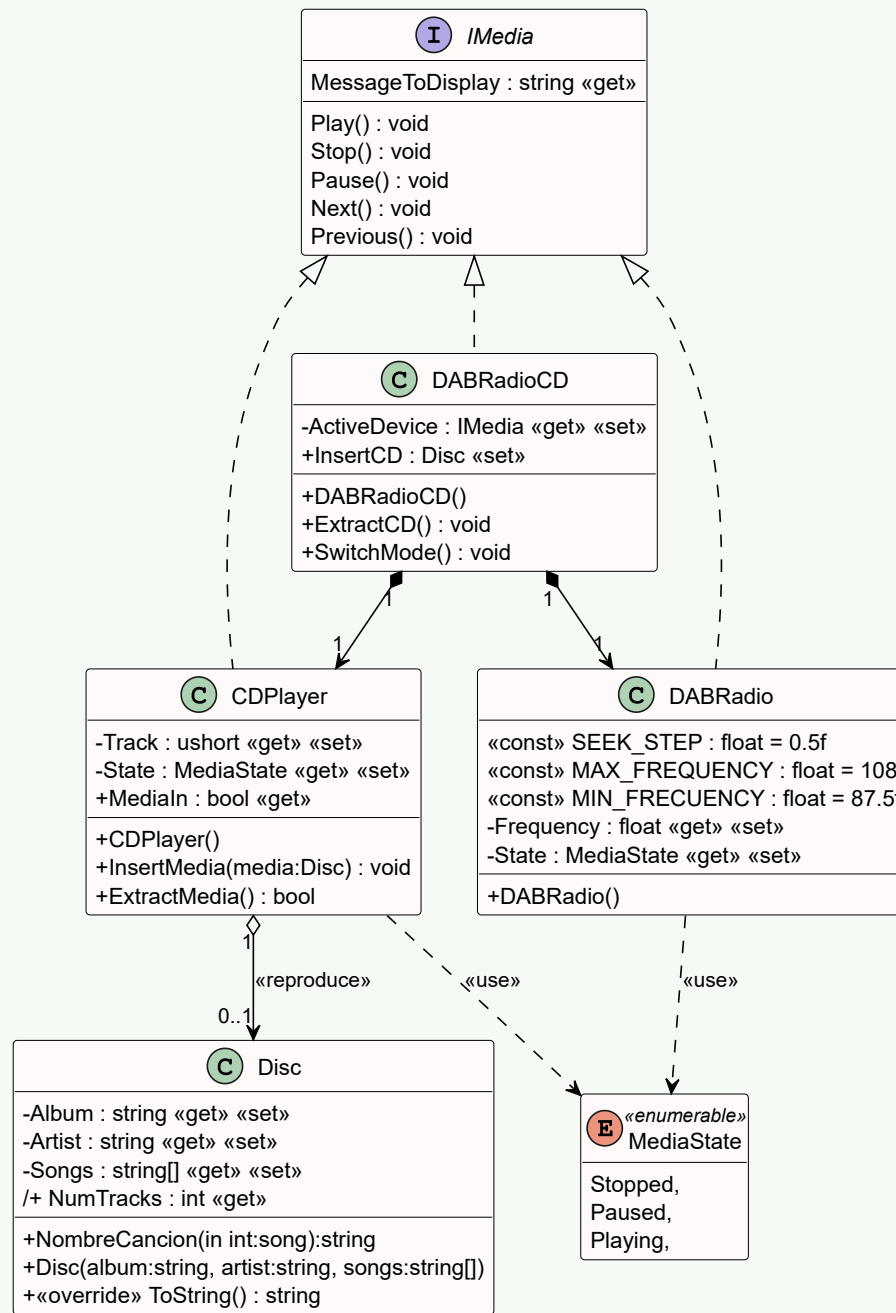 I IMedia
MessageToDisplay : string «get»
Play() : void
Stop() : void
Pause() : void
Next() : void
Previous() : void
C DABRadioCD
-ActiveDevice : IMedia «get» «set»
+InsertCD : Disc «set»
+DABRadioCD()
+ExtractCD() : void
+SwitchMode() : void
1
1
1
1
C CDPlayer
-Track : ushort «get» «set»
-State : MediaState «get» «set»
+MediaIn : bool «get»
+CDPlayer()
+InsertMedia(media:Disc) : void
+ExtractMedia() : bool
C DABRadio
«const» SEEK_STEP : float = 0.5f
«const» MAX_FREQUENCY : float = 108
«const» MIN_FRECUENCY : float = 87.5f
-Frequency : float «get» «set»
-State : MediaState «get» «set»
+DABRadio()
1
«reproduce»
0..1
«use»
«use»
C Disc
-Album : string «get» «set»
-Artist : string «get» «set»
-Songs : string[] «get» «set»
/+ NumTracks : int «get»
+NombreCancion(in int:song):string
+Disc(album:string, artist:string, songs:string[])
+«override» ToString() : string
E «enumerable»
MediaState
Stopped,
Paused,
Playing,